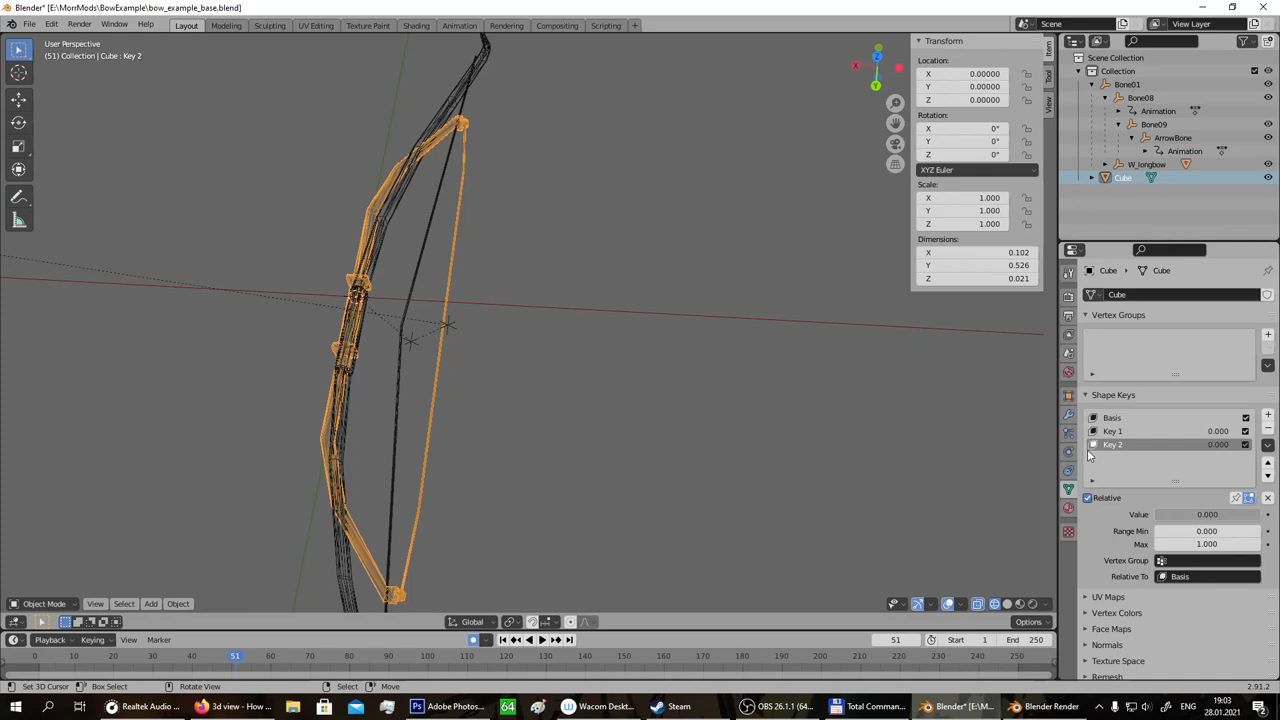 Blender* [E:\MorrMods\BowExample\bow_example_base.blend]
File Edit Render Window Help Layout Modeling Sculpting UV Editing Texture Paint Shading Animation Rendering Compositing Scripting + Scene View Layer
User Perspective
(51) Collection | Cube : Key 2
Transform
Location:
X 0.00000
Y 0.00000
Z 0.00000
Rotation:
X 0°
Y 0°
Z 0°
XYZ Euler
Scale:
X 1.000
Y 1.000
Z 1.000
Dimensions:
X 0.102
Y 0.526
Z 0.021
Item
Tool
View
X
Z
Y
Scene Collection
Collection
Bone01
Bone08
Animation
Bone09
ArrowBone
Animation
W_longbow
Cube
Cube Cube
Cube
Vertex Groups
Shape Keys
Basis
Key 1 0.000
Key 2 0.000
Relative
Value 0.000
Range Min 0.000
Max 1.000
Vertex Group
Relative To Basis
UV Maps
Vertex Colors
Face Maps
Normals
Texture Space
Remesh
Object Mode View Select Add Object
Global Options
Playback Keying View Marker 51 Start 1 End 250
0 10 20 30 40 51 60 70 80 90 100 110 120 130 140 150 160 170 180 190 200 210 220 230 240 250
Set 3D Cursor Box Select Rotate View Select Move 2.91.2
Realtek Audio ... 3d view - How ... Adobe Photos... 64 Wacom Deskt... Steam OBS 26.1.1 (64... Total Comman... Blender* [E:\M... Blender Render 19:03
28.01.2021